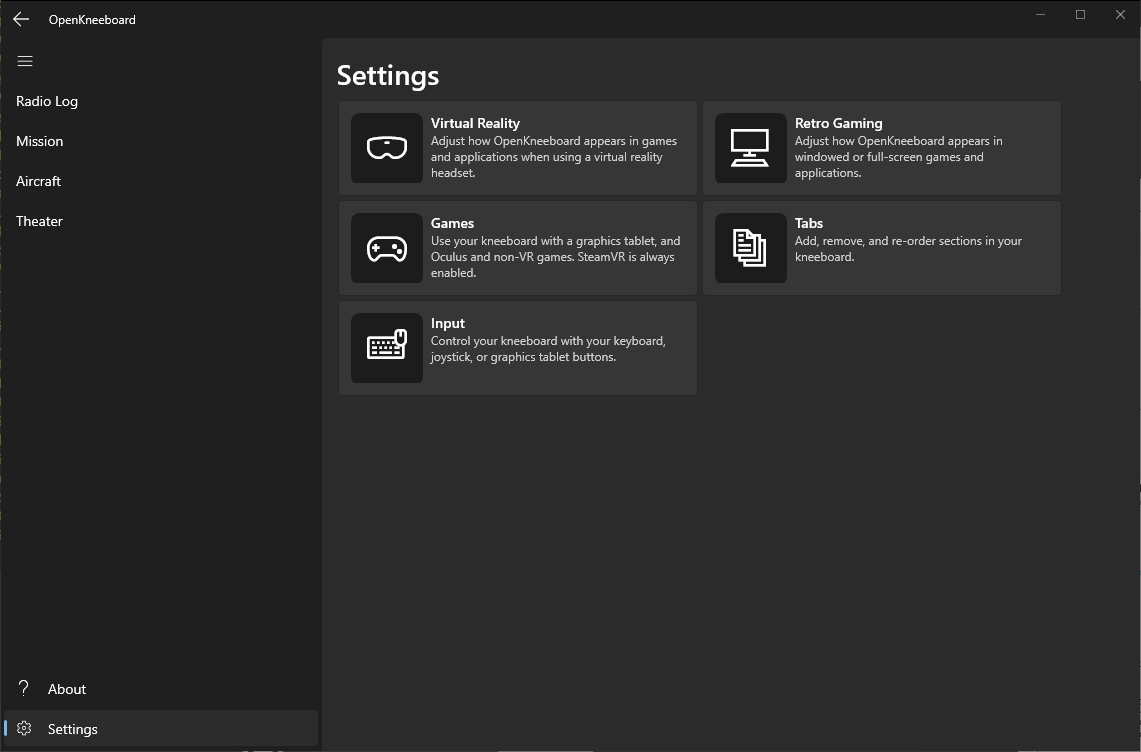 OpenKneeboard
Radio Log
Mission
Aircraft
Theater
? About
Settings
Settings
Virtual Reality
Adjust how OpenKneeboard appears in games
and applications when using a virtual reality
headset.
Retro Gaming
Adjust how OpenKneeboard appears in
windowed or full-screen games and
applications.
Games
Use your kneeboard with a graphics tablet, and
Oculus and non-VR games. SteamVR is always
enabled.
Tabs
Add, remove, and re-order sections in your
kneeboard.
Input
Control your kneeboard with your keyboard,
joystick, or graphics tablet buttons.